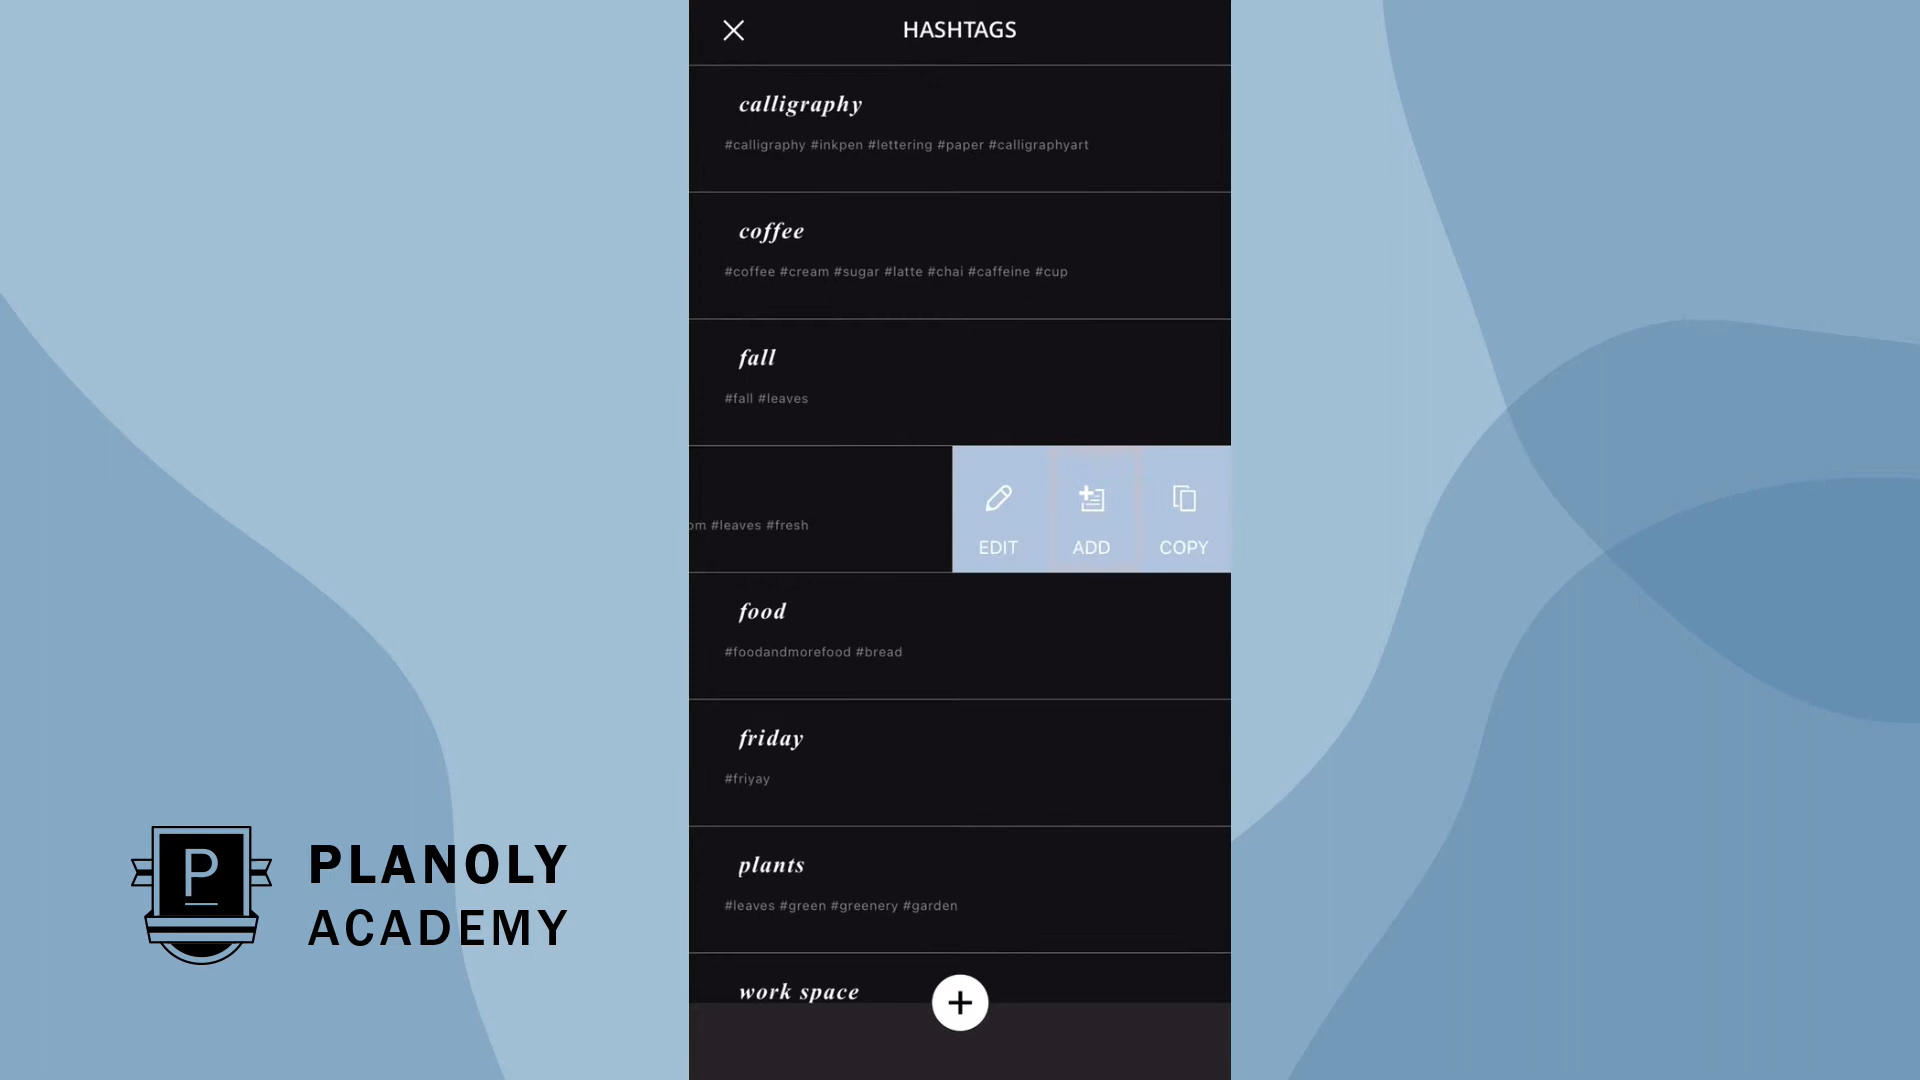 HASHTAGS
calligraphy
#calligraphy #inkpen #lettering #paper #calligraphyart
coffee
#coffee #cream #sugar #latte #chai #caffeine #cup
fall
#fall #leaves
#leaves #fresh
EDIT ADD COPY
food
#foodandmorefood #bread
friday
#friyay
plants
#leaves #green #greenery #garden
work space
P
PLANOLY
ACADEMY